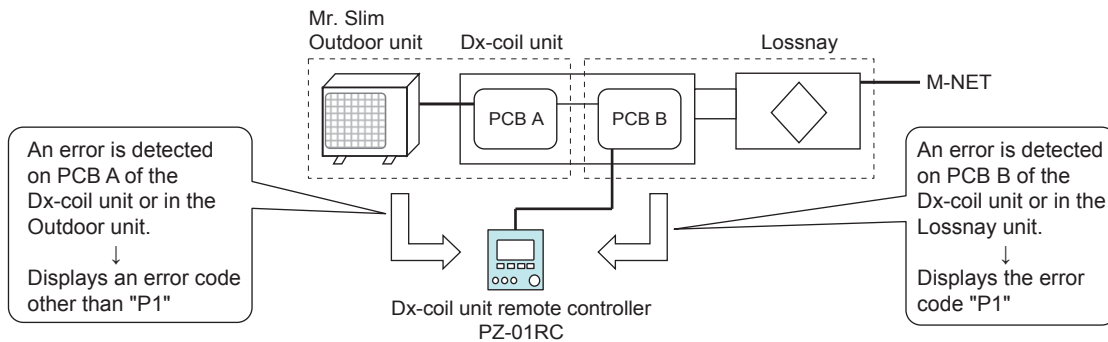 Mr. Slim
Outdoor unit
Dx-coil unit
Lossnay
M-NET
PCB A
PCB B
An error is detected
on PCB A of the
Dx-coil unit or in the
Outdoor unit.
↓
Displays an error code
other than "P1"
An error is detected
on PCB B of the
Dx-coil unit or in the
Lossnay unit.
↓
Displays the error
code "P1"
Dx-coil unit remote controller
PZ-01RC